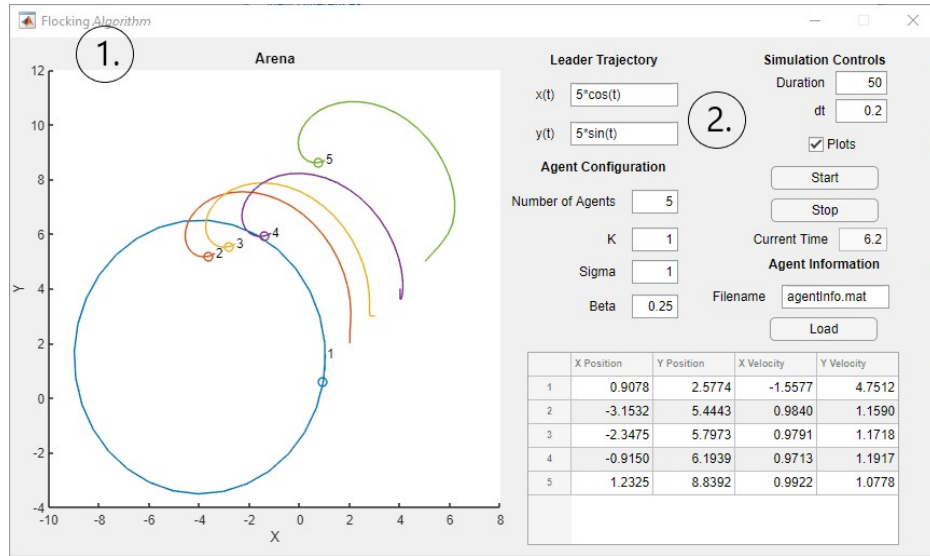 Flocking Algorithm
1.
Arena
12
10
8
6
4
2
0
-2
-4
-10 -8 -6 -4 -2 0 2 4 6 8
X
Y
1
2
3
4
5
Leader Trajectory
x(t) 5*cos(t)
y(t) 5*sin(t)
2.
Agent Configuration
Number of Agents 5
K 1
Sigma 1
Beta 0.25
Simulation Controls
Duration 50
dt 0.2
Plots
Start
Stop
Current Time 6.2
Agent Information
Filename agentInfo.mat
Load
X Position Y Position X Velocity Y Velocity
1 0.9078 2.5774 -1.5577 4.7512
2 -3.1532 5.4443 0.9840 1.1590
3 -2.3475 5.7973 0.9791 1.1718
4 -0.9150 6.1939 0.9713 1.1917
5 1.2325 8.8392 0.9922 1.0778